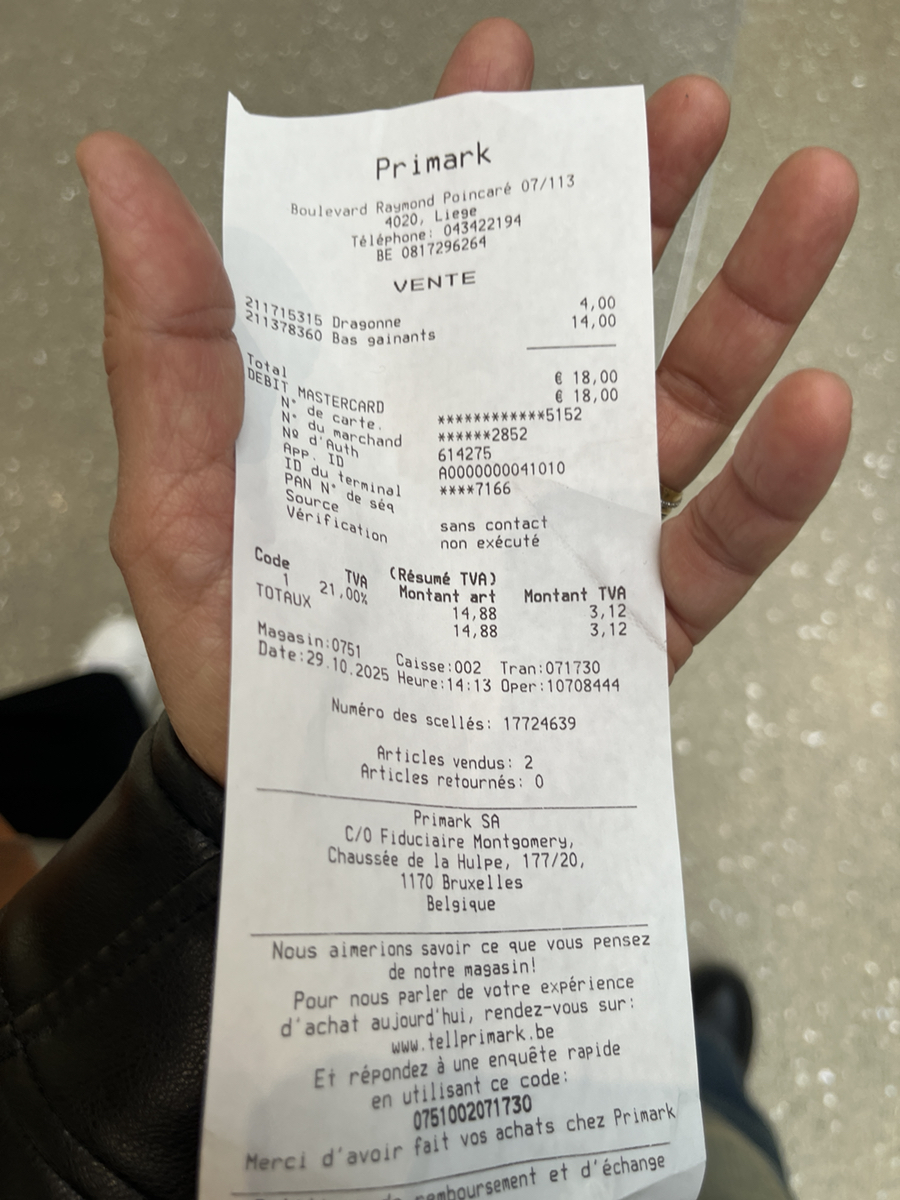 Primark
Boulevard Raymond Poincaré 07/113
4020, Liege
Téléphone: 043422194
BE 0817296264
VENTE
211715315 Dragonne 4,00
211378360 Bas gainants 14,00
Total € 18,00
DEBIT MASTERCARD € 18,00
N° de carte. ************5152
N° du marchand ******2852
Nº d'Auth 614275
App. ID A0000000041010
ID du terminal ****7166
PAN N° de séq
Source sans contact
Vérification non exécuté
(Résumé TVA)
Code TVA Montant art Montant TVA
1 21,00% 14,88 3,12
TOTAUX 14,88 3,12
Magasin:0751 Caisse:002 Tran:071730
Date:29.10.2025 Heure:14:13 Oper:10708444
Numéro des scellés: 17724639
Articles vendus: 2
Articles retournés: 0
Primark SA
C/O Fiduciaire Montgomery,
Chaussée de la Hulpe, 177/20,
1170 Bruxelles
Belgique
Nous aimerions savoir ce que vous pensez
de notre magasin!
Pour nous parler de votre expérience
d'achat aujourd'hui, rendez-vous sur:
www.tellprimark.be
Et répondez à une enquête rapide
en utilisant ce code:
0751002071730
Merci d'avoir fait vos achats chez Primark
remboursement et d'échange